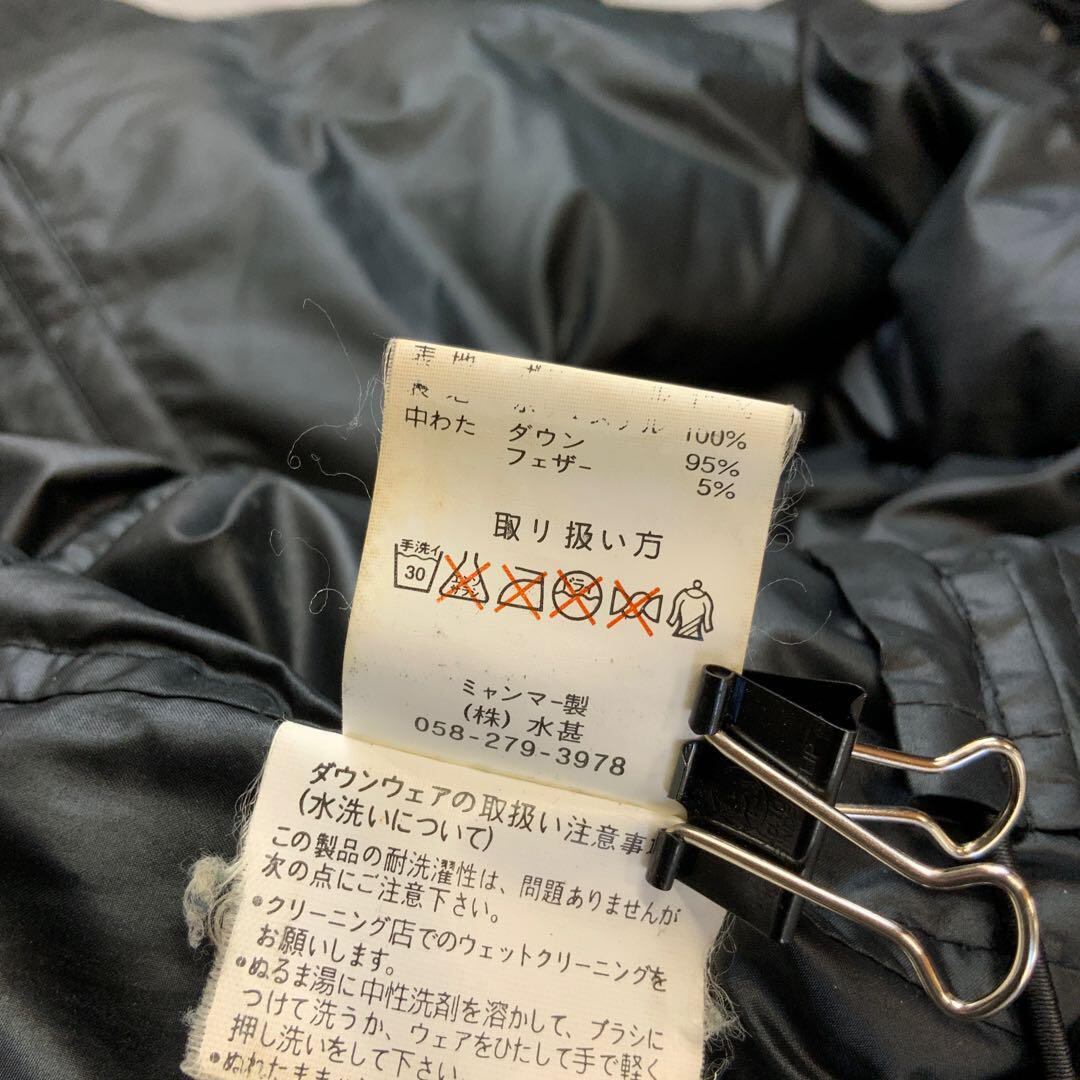 100%
中わた ダウン 95%
フェザー 5%
取り扱い方
手洗イ
30
ミャンマー製
(株) 水甚
058-279-3978
ダウンウェアの取扱い注意事
(水洗いについて)
この製品の耐洗濯性は、問題ありませんが
次の点にご注意下さい。
•クリーニング店でのウェットクリーニングを
お願いします。
•ぬるま湯に中性洗剤を溶かして、ブラシに
つけて洗うか、ウェアをひたして手で軽く
押し洗いをして下さい。
•ぬれたまま